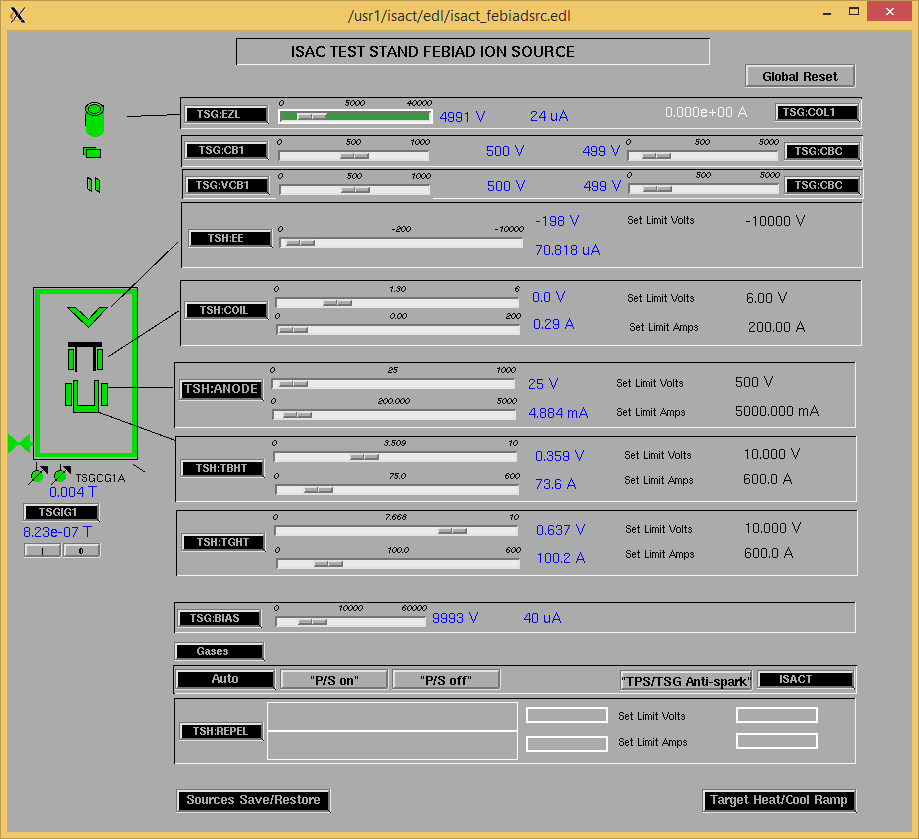 /usr1/isact/edl/isact_febiadsrc.edl
ISAC TEST STAND FEBIAD ION SOURCE
Global Reset
0 5000 40000
TSG:EZL 4991 V 24 uA 0.000e+00 A TSG:COL1
0 500 1000 0 500 5000
TSG:CB1 500 V 499 V TSG:CBC
0 500 1000 0 500 5000
TSG:VCB1 500 V 499 V TSG:CBC
-198 V Set Limit Volts -10000 V
0 -200 -10000
TSH:EE
70.818 uA
0 1.30 6
0.0 V Set Limit Volts 6.00 V
TSH:COIL
0 0.00 200
0.29 A Set Limit Amps 200.00 A
0 25 1000
25 V Set Limit Volts 500 V
TSH:ANODE
0 200.000 5000
4.884 mA Set Limit Amps 5000.000 mA
0 3.509 10
0.359 V Set Limit Volts 10.000 V
TSH:TBHT
0 75.0 600
73.6 A Set Limit Amps 600.0 A
TSGCG1A
0.004 T
TSGIG1
8.23e-07 T
I 0
0 7.668 10
0.637 V Set Limit Volts 10.000 V
TSH:TGHT
0 100.0 600
100.2 A Set Limit Amps 600.0 A
0 10000 60000
TSG:BIAS 9993 V 40 uA
Gases
Auto "P/S on" "P/S off" "TPS/TSG Anti-spark" ISACT
Set Limit Volts
TSH:REPEL
Set Limit Amps
Sources Save/Restore Target Heat/Cool Ramp